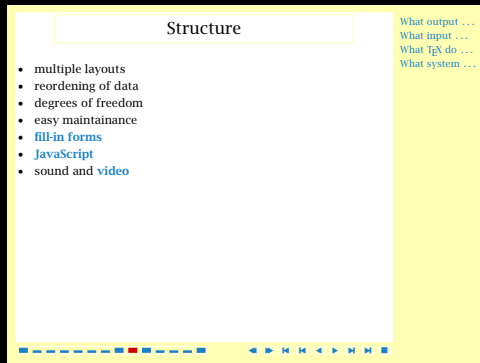 Structure
• multiple layouts
• reordering of data
• degrees of freedom
• easy maintainance
• fill-in forms
• JavaScript
• sound and video
What output ...
What input ...
What TEX do ...
What system ...